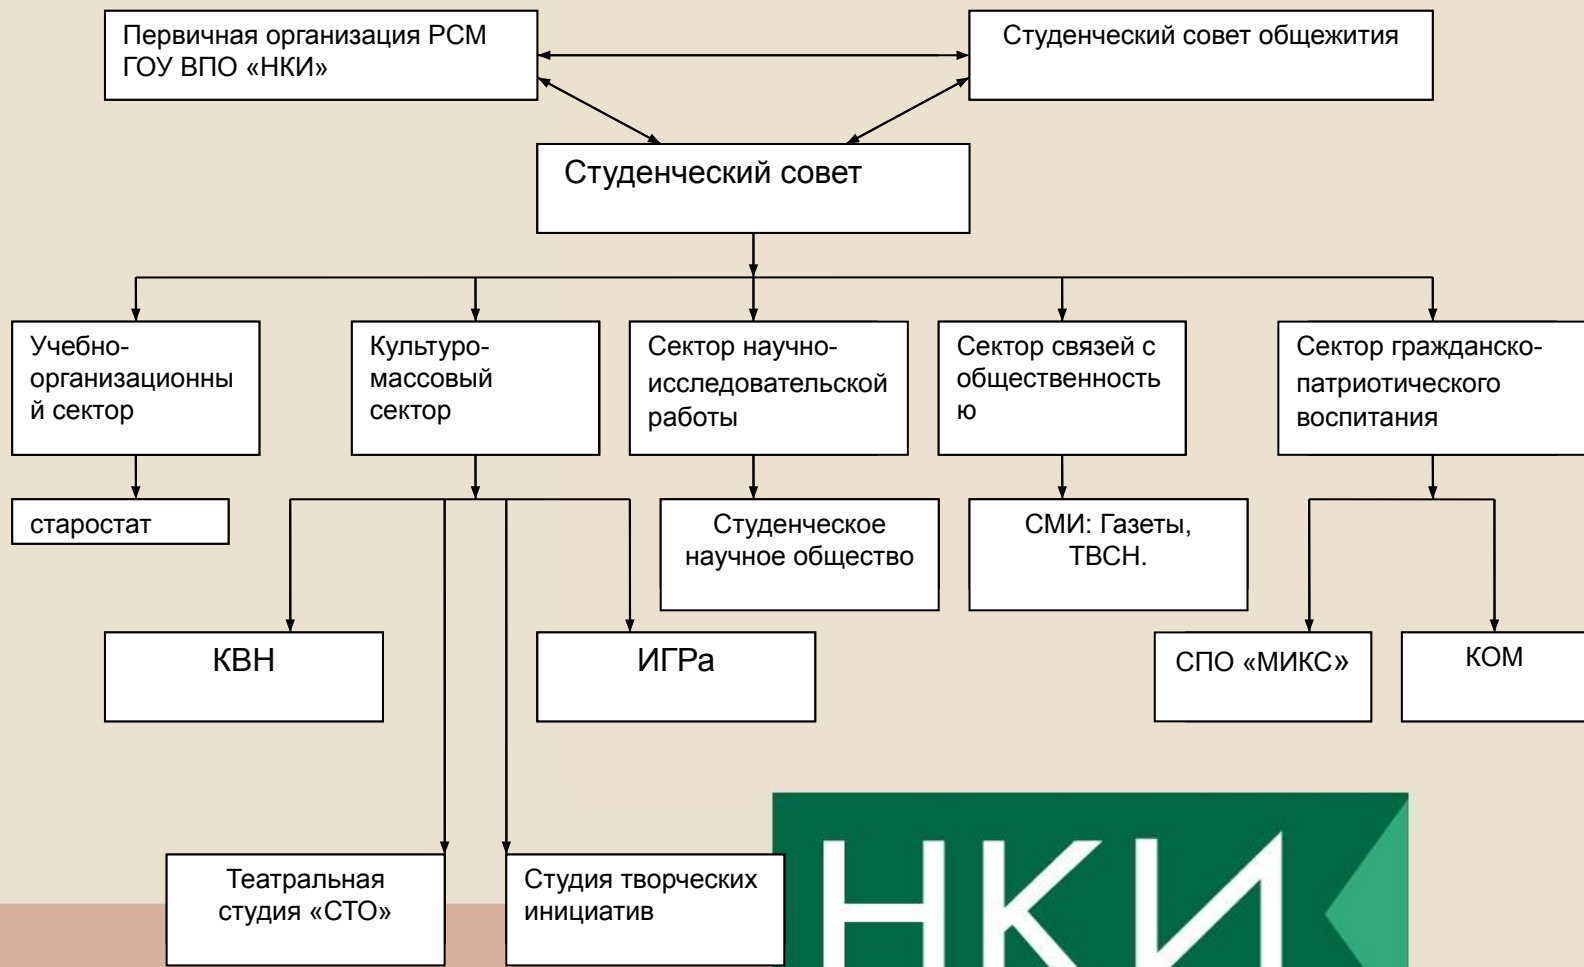 Первичная организация РСМ
ГОУ ВПО «НКИ»
Студенческий совет общежития
Студенческий совет
Учебно-
организационны
й сектор
Культуро-
массовый
сектор
Сектор научно-
исследовательской
работы
Сектор связей с
общественность
ю
Сектор гражданско-
патриотического
воспитания
старостат
Студенческое
научное общество
СМИ: Газеты,
ТВСН.
КВН
ИГРа
СПО «МИКС»
КОМ
Театральная
студия «СТО»
Студия творческих
инициатив
НКИ